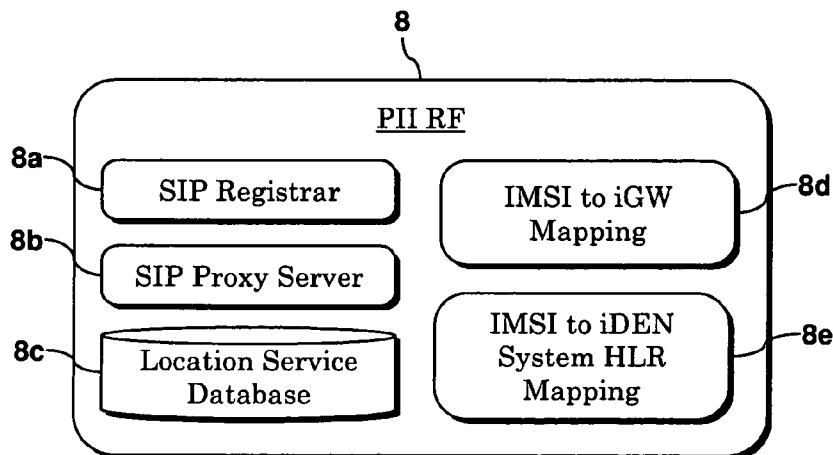 8
PII RF
8a
SIP Registrar
8b
SIP Proxy Server
8c
Location Service
Database
IMSI to iGW
Mapping
8d
IMSI to iDEN
System HLR
Mapping
8e